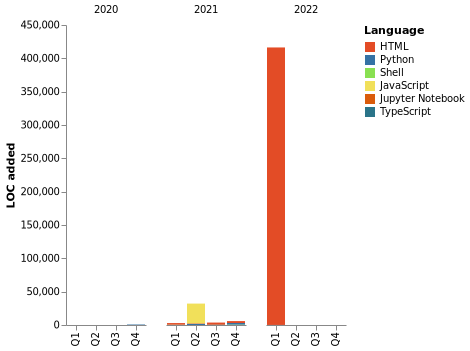 2020 2021 2022
Language
HTML
Python
Shell
JavaScript
Jupyter Notebook
TypeScript
LOC added
450,000
400,000
350,000
300,000
250,000
200,000
150,000
100,000
50,000
0
Q1 Q2 Q3 Q4 Q1 Q2 Q3 Q4 Q1 Q2 Q3 Q4